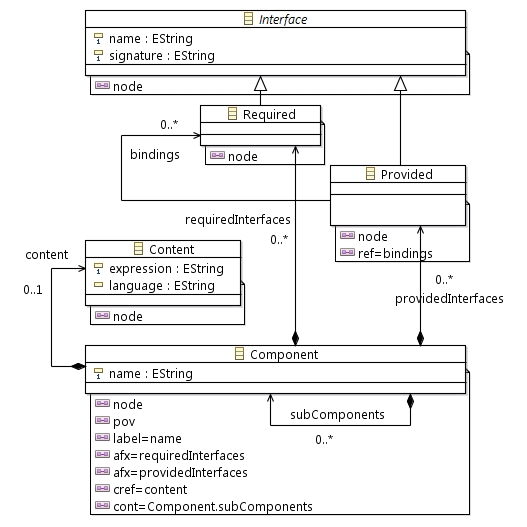 Interface
name : EString
signature : EString
node
Required
0..*
bindings
node
Provided
node
ref=bindings
requiredInterfaces
0..*
0..*
providedInterfaces
Content
expression : EString
language : EString
node
content
0..1
Component
name : EString
subComponents
0..*
node
pov
label=name
afx=requiredInterfaces
afx=providedInterfaces
cref=content
cont=Component.subComponents